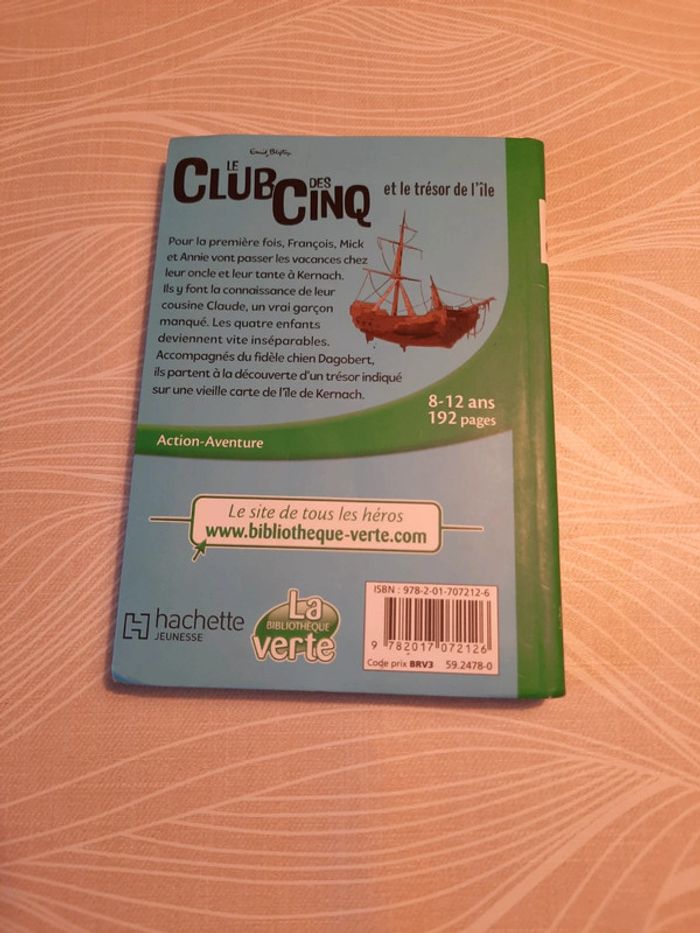 Enid Blyton
LE
CLUB DES
CINQ
et le trésor de l'île
Pour la première fois, François, Mick
et Annie vont passer les vacances chez
leur oncle et leur tante à Kernach.
Ils y font la connaissance de leur
cousine Claude, un vrai garçon
manqué. Les quatre enfants
deviennent vite inséparables.
Accompagnés du fidèle chien Dagobert,
ils partent à la découverte d'un trésor indiqué
sur une vieille carte de l'île de Kernach.
8-12 ans
192 pages
Action-Aventure
Le site de tous les héros
www.bibliotheque-verte.com
hachette
JEUNESSE
La
BIBLIOTHÈQUE
verte
ISBN : 978-2-01-707212-6
9 782017 072126
Code prix BRV3 59.2478-0